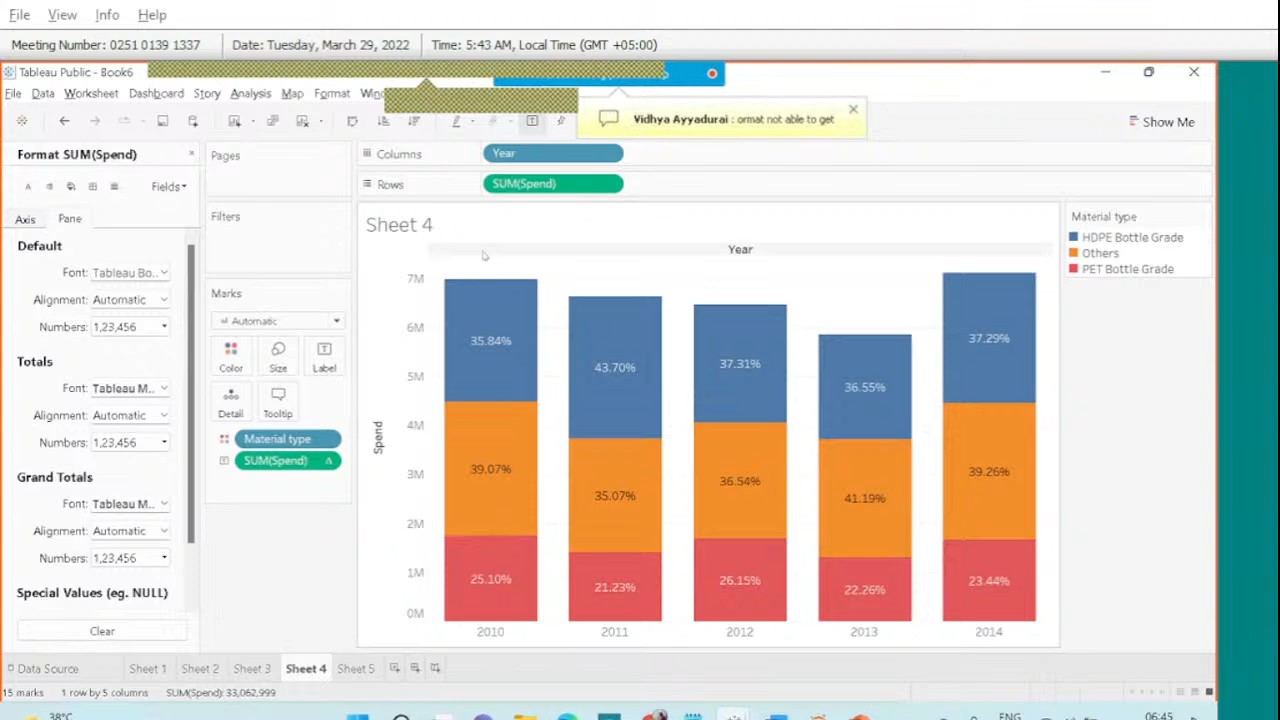 File View Info Help
Meeting Number: 0251 0139 1337 Date: Tuesday, March 29, 2022 Time: 5:43 AM, Local Time (GMT +05:00)
Tableau Public - Book6
File Data Worksheet Dashboard Story Analysis Map Format
Vidhya Ayyadurai : ormat not able to get
Show Me
Format SUM(Spend)
Fields
Axis Pane
Default
Font: Tableau Bo..
Alignment: Automatic
Numbers: 1,23,456
Totals
Font: Tableau M..
Alignment: Automatic
Numbers: 1,23,456
Grand Totals
Font: Tableau M..
Alignment: Automatic
Numbers: 1,23,456
Special Values (eg. NULL)
Clear
Pages
Filters
Marks
Automatic
Color Size Label
Detail Tooltip
Material type
SUM(Spend)
Columns Year
Rows SUM(Spend)
Sheet 4
Year
Spend
7M
6M
5M
4M
3M
2M
1M
0M
35.84% 43.70% 37.31% 36.55% 37.29%
39.07% 35.07% 36.54% 41.19% 39.26%
25.10% 21.23% 26.15% 22.26% 23.44%
2010 2011 2012 2013 2014
Material type
HDPE Bottle Grade
Others
PET Bottle Grade
Data Source Sheet 1 Sheet 2 Sheet 3 Sheet 4 Sheet 5
15 marks 1 row by 5 columns SUM(Spend): 33,062,999
38°C ENG 06:45